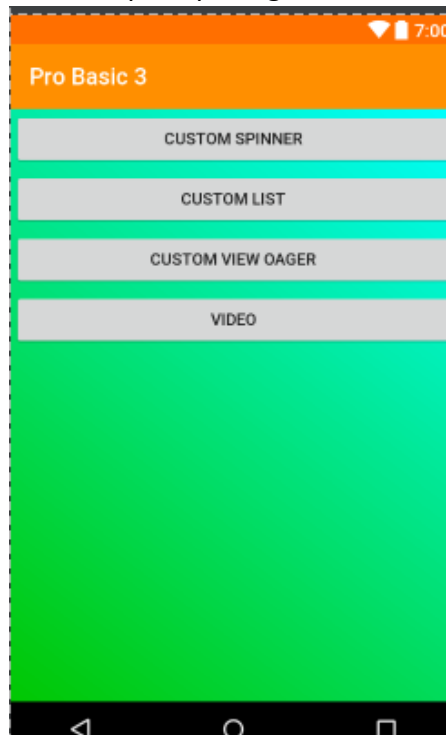 7:00
Pro Basic 3
CUSTOM SPINNER
CUSTOM LIST
CUSTOM VIEW OAGER
VIDEO